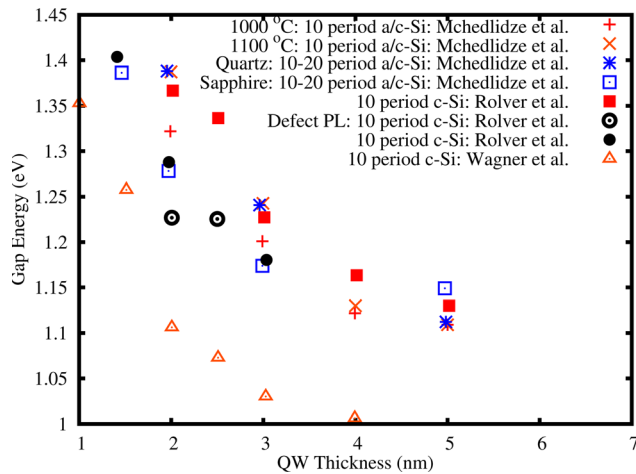 1.45
1.4
1.35
1.3
1.25
1.2
1.15
1.1
1.05
1
Gap Energy (eV)
1000 °C: 10 period a/c-Si: Mchedlidze et al.
1100 °C: 10 period a/c-Si: Mchedlidze et al.
Quartz: 10-20 period a/c-Si: Mchedlidze et al.
Sapphire: 10-20 period a/c-Si: Mchedlidze et al.
10 period c-Si: Rolver et al.
Defect PL: 10 period c-Si: Rolver et al.
10 period c-Si: Rolver et al.
10 period c-Si: Wagner et al.
1 2 3 4 5 6 7
QW Thickness (nm)